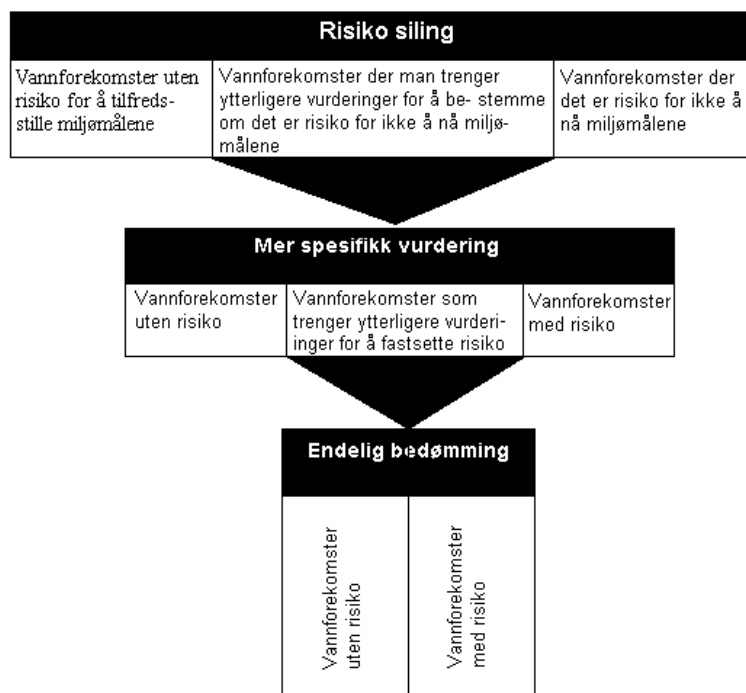 Risiko siling
Vannforekomster uten
risiko for å tilfreds-
stille miljømålene
Vannforekomster der man trenger
ytterligere vurderinger for å be- stemme
om det er risiko for ikke å nå miljø-
målene
Vannforekomster der
det er risiko for ikke å
nå miljømålene
Mer spesifikk vurdering
Vannforekomster
uten risiko
Vannforekomster som
trenger ytterligere vurderi-
inger for å fastsette risiko
Vannforekomster
med risiko
Endelig bedømming
Vannforekomster
uten risiko
Vannforekomster
med risiko